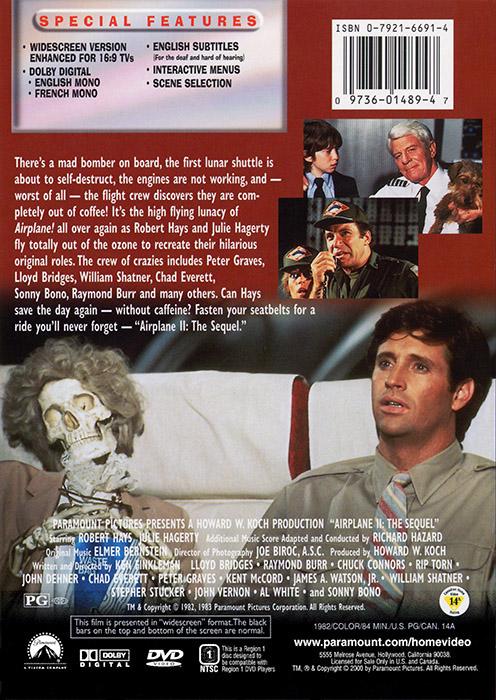 SPECIAL FEATURES
• WIDESCREEN VERSION
ENHANCED FOR 16:9 TVs
• DOLBY DIGITAL
• ENGLISH MONO
• FRENCH MONO
• ENGLISH SUBTITLES
(For the deaf and hard of hearing)
• INTERACTIVE MENUS
• SCENE SELECTION
ISBN 0-7921-6691-4
0 9736-01489-4 7
There's a mad bomber on board, the first lunar shuttle is
about to self-destruct, the engines are not working, and —
worst of all — the flight crew discovers they are com-
pletely out of coffee! It's the high flying lunacy of
Airplane! all over again as Robert Hays and Julie Hagerty
fly totally out of the ozone to recreate their hilarious
original roles. The crew of crazies includes Peter Graves,
Lloyd Bridges, William Shatner, Chad Everett,
Sonny Bono, Raymond Burr and many others. Can Hays
save the day again — without caffeine? Fasten your seatbelts for a
ride you'll never forget — "Airplane II: The Sequel."
PARAMOUNT PICTURES PRESENTS A HOWARD W. KOCH PRODUCTION "AIRPLANE II: THE SEQUEL"
Starring ROBERT HAYS, JULIE HAGERTY Additional Music Score Adapted and Conducted by RICHARD HAZARD
Original Music ELMER BERNSTEIN Director of Photography JOE BIROC, A.S.C. Produced by HOWARD W. KOCH
Written and Directed by KEN FINKLEMAN LLOYD BRIDGES • RAYMOND BURR • CHUCK CONNORS • RIP TORN •
JOHN DEHNER • CHAD EVERETT • PETER GRAVES • KENT McCORD • JAMES A. WATSON, JR. • WILLIAM SHATNER •
STEPHEN STUCKER • JOHN VERNON • AL WHITE • and SONNY BONO
TM & Copyright © 1982, 1983 Paramount Pictures Corporation. All Rights Reserved.
PG
14
This film is presented in "widescreen" format. The black
bars on the top and bottom of the screen are normal.
1982/COLOR/84 MIN./U.S. PG/CAN. 14A
Paramount
A VIACOM COMPANY
DOLBY
DIGITAL
DVD
VIDEO
NTSC
1
This disc is
Region 1
designed to be
compatible with
Region 1 DVD Players
www.paramount.com/homevideo
5555 Melrose Avenue, Hollywood, California 90038.
Licensed for Sale Only in U.S. and Canada.
TM, ® & Copyright © 2000 by Paramount Pictures. All Rights Reserved.